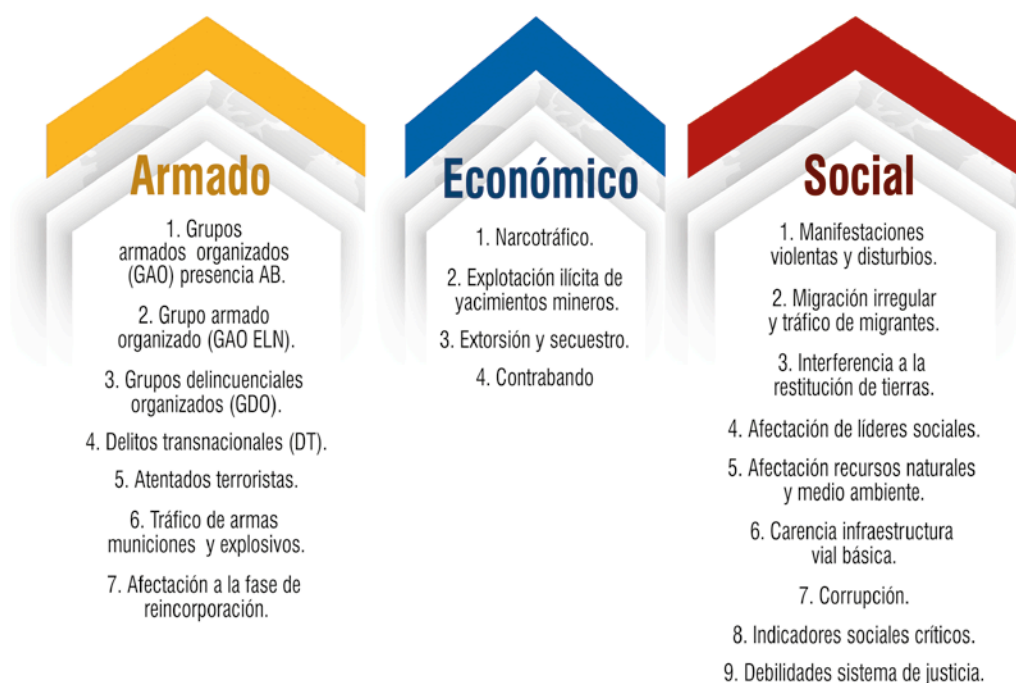 Armado
1. Grupos
armados organizados
(GAO) presencia AB.
2. Grupo armado
organizado (GAO ELN).
3. Grupos delincuenciales
organizados (GDO).
4. Delitos transnacionales (DT).
5. Atentados terroristas.
6. Tráfico de armas
municiones y explosivos.
7. Afectación a la fase de
reincorporación.
Económico
1. Narcotráfico.
2. Explotación ilícita de
yacimientos mineros.
3. Extorsión y secuestro.
4. Contrabando
Social
1. Manifestaciones
violentas y disturbios.
2. Migración irregular
y tráfico de migrantes.
3. Interferencia a la
restitución de tierras.
4. Afectación de líderes sociales.
5. Afectación recursos naturales
y medio ambiente.
6. Carencia infraestructura
vial básica.
7. Corrupción.
8. Indicadores sociales críticos.
9. Debilidades sistema de justicia.